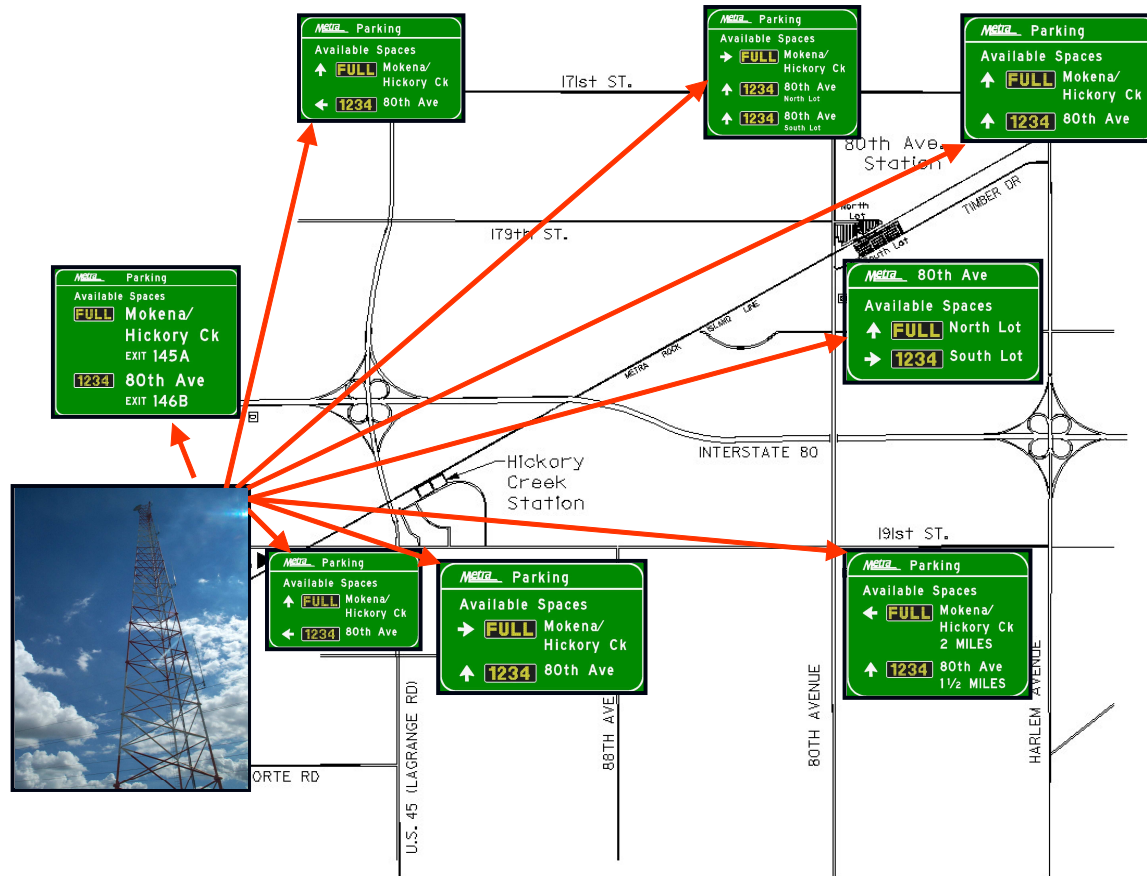 Metra Parking
Available Spaces
↑ FULL Mokena/
Hickory Ck
← 1234 80th Ave
Metra Parking
Available Spaces
→ FULL Mokena/
Hickory Ck
↑ 1234 80th Ave
North Lot
↑ 1234 80th Ave
South Lot
Metra Parking
Available Spaces
↑ FULL Mokena/
Hickory Ck
↑ 1234 80th Ave
171st ST.
80th Ave.
Station
TIMBER DR
North
Lot
South Lot
179th ST.
Metra Parking
Available Spaces
FULL Mokena/
Hickory Ck
EXIT 145A
1234 80th Ave
EXIT 146B
Metra 80th Ave
Available Spaces
↑ FULL North Lot
→ 1234 South Lot
METRA ROCK ISLAND LINE
INTERSTATE 80
Hickory
Creek
Station
191st ST.
Metra Parking
Available Spaces
↑ FULL Mokena/
Hickory Ck
← 1234 80th Ave
Metra Parking
Available Spaces
→ FULL Mokena/
Hickory Ck
↑ 1234 80th Ave
Metra Parking
Available Spaces
← FULL Mokena/
Hickory Ck
2 MILES
↑ 1234 80th Ave
1½ MILES
ORTE RD
U.S. 45 (LAGRANGE RD)
88TH AVE
80TH AVENUE
HARLEM AVENUE